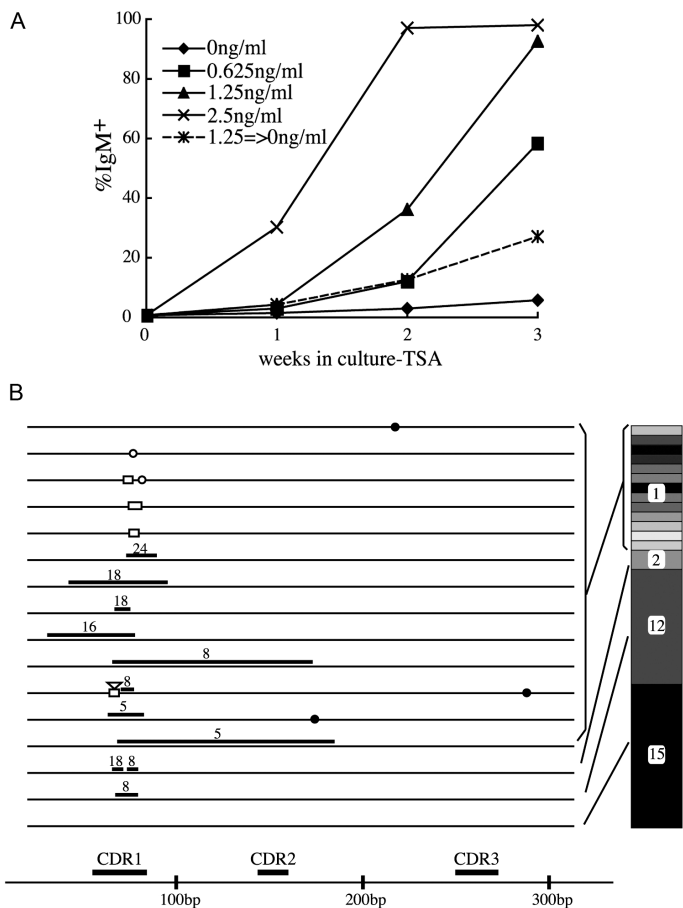 A
100
80
60
40
20
0
%IgM+
0ng/ml
0.625ng/ml
1.25ng/ml
2.5ng/ml
1.25=>0ng/ml
0 1 2 3
weeks in culture-TSA
B
24
18
18
16
8
8
5
5
18 8
8
1
2
12
15
CDR1 CDR2 CDR3
100bp 200bp 300bp